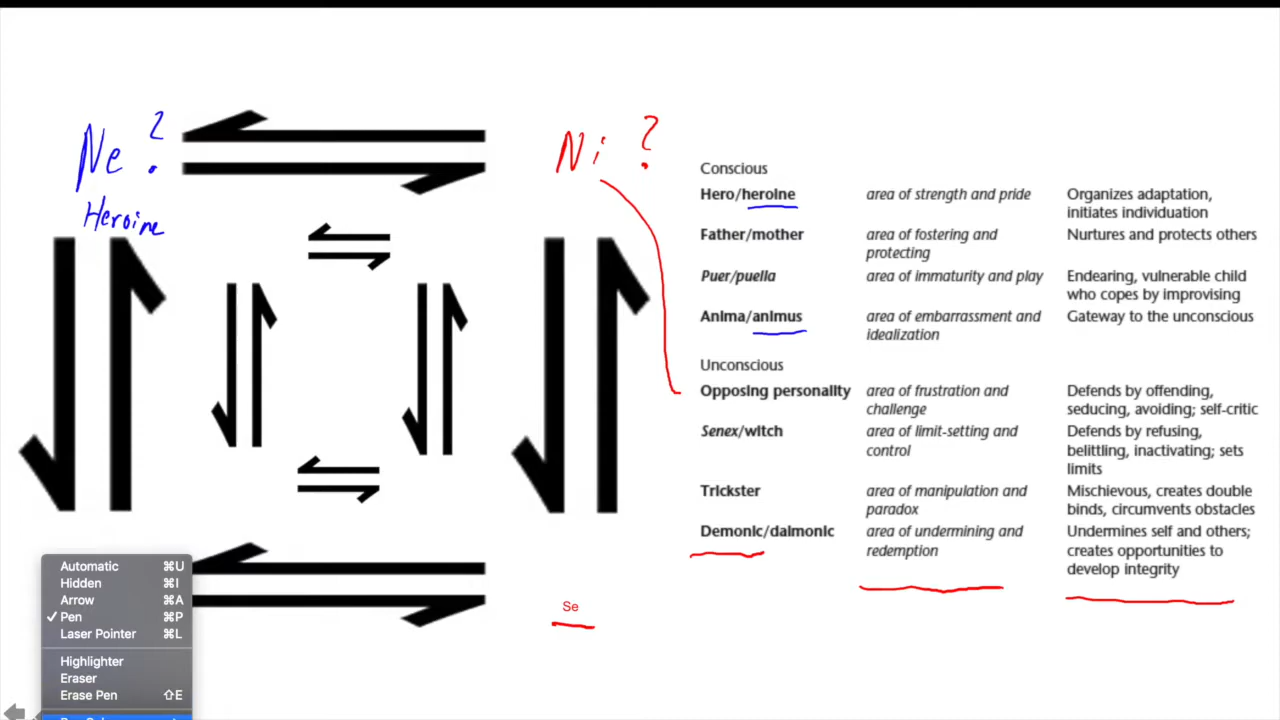 Ne ?
Heroine
Ni ?
Conscious
Hero/heroine area of strength and pride Organizes adaptation,
initiates individuation
Father/mother area of fostering and Nurtures and protects others
protecting
Puer/puella area of immaturity and play Endearing, vulnerable child
who copes by improvising
Anima/animus area of embarrassment and Gateway to the unconscious
idealization
Unconscious
Opposing personality area of frustration and Defends by offending,
challenge seducing, avoiding; self-critic
Senex/witch area of limit-setting and Defends by refusing,
control belittling, inactivating; sets
limits
Trickster area of manipulation and Mischievous, creates double
paradox binds, circumvents obstacles
Demonic/daimonic area of undermining and Undermines self and others;
redemption creates opportunities to
develop integrity
Se
Automatic ⌘U
Hidden ⌘I
Arrow ⌘A
✓ Pen ⌘P
Laser Pointer ⌘L
Highlighter
Eraser
Erase Pen ⇧E